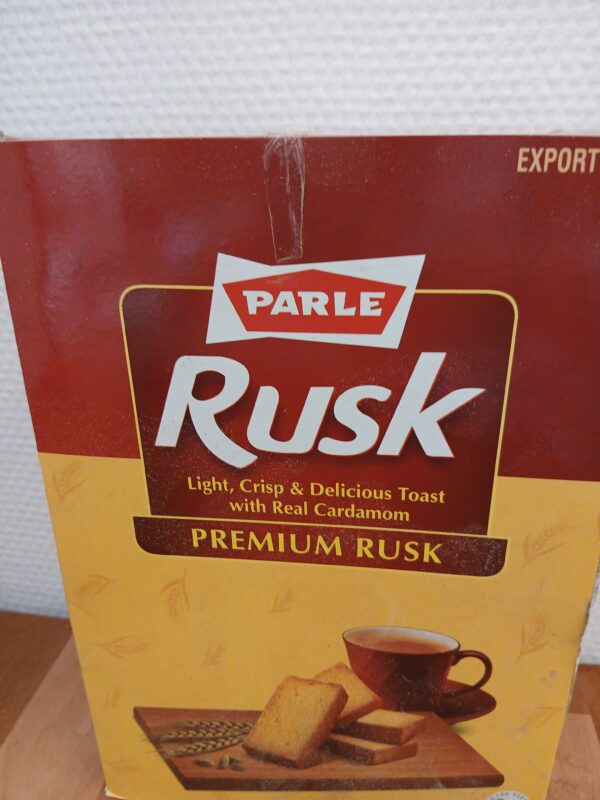 EXPORT
PARLE
Rusk
Light, Crisp & Delicious Toast
with Real Cardamom
PREMIUM RUSK